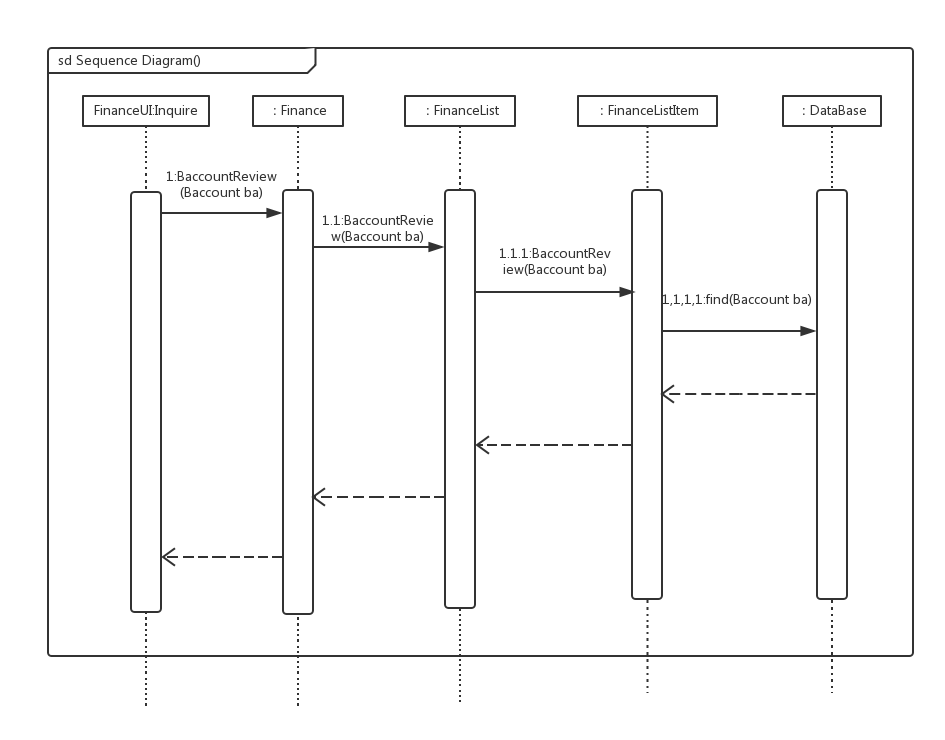 sd Sequence Diagram()
FinanceUI:Inquire
: Finance
: FinanceList
: FinanceListItem
: DataBase
1:BaccountReview
(Baccount ba)
1.1:BaccountRevie
w(Baccount ba)
1.1.1:BaccountRev
iew(Baccount ba)
1,1,1,1:find(Baccount ba)